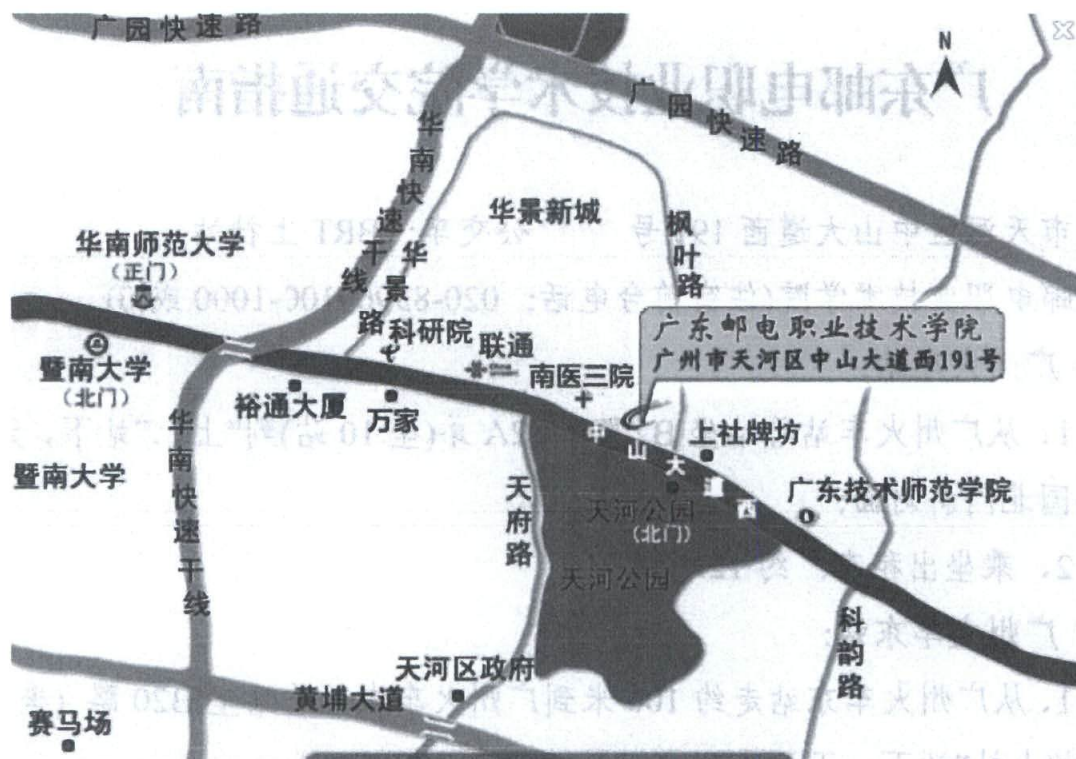 广园快速路
N
广园快速路
华南快速干线
华景新城
枫叶路
华南师范大学
(正门)
华景路
科研院
联通
广东邮电职业技术学院
广州市天河区中山大道西191号
暨南大学
(北门)
南医三院
裕通大厦
万家
中山大道西
上社牌坊
华南快速干线
暨南大学
天府路
天河公园
(北门)
广东技术师范学院
天河公园
科韵路
天河区政府
黄埔大道
赛马场